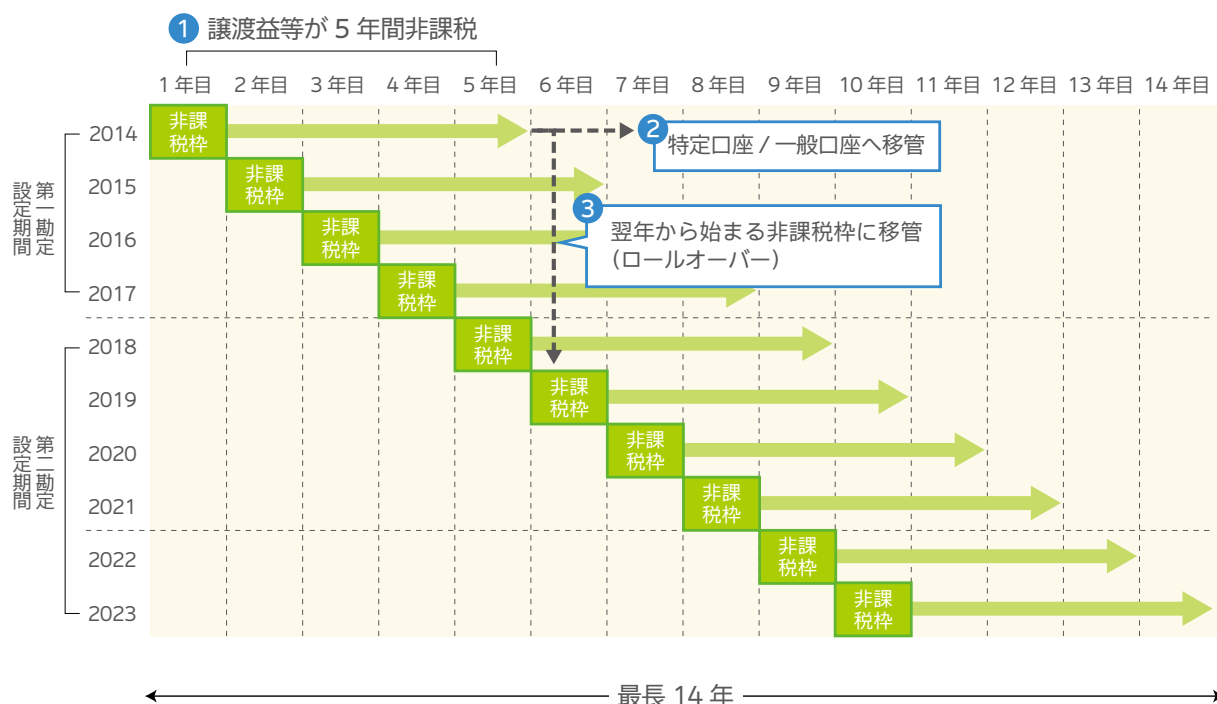 1 譲渡益等が 5 年間非課税
1 年目 2 年目 3 年目 4 年目 5 年目 6 年目 7 年目 8 年目 9 年目 10 年目 11 年目 12 年目 13 年目 14 年目
第一勘定
設定期間
2014
非課
税枠
2
特定口座 / 一般口座へ移管
2015
非課
税枠
3
翌年から始まる非課税枠に移管
(ロールオーバー)
2016
非課
税枠
2017
非課
税枠
第二勘定
設定期間
2018
非課
税枠
2019
非課
税枠
2020
非課
税枠
2021
非課
税枠
2022
非課
税枠
2023
非課
税枠
最長 14 年